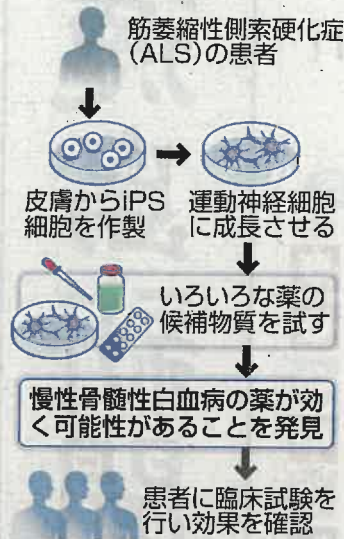 筋萎縮性側索硬化症
(ALS)の患者
皮膚からiPS
細胞を作製
運動神経細胞
に成長させる
いろいろな薬の
候補物質を試す
慢性骨髄性白血病の薬が効
く可能性があることを発見
患者に臨床試験を
行い効果を確認